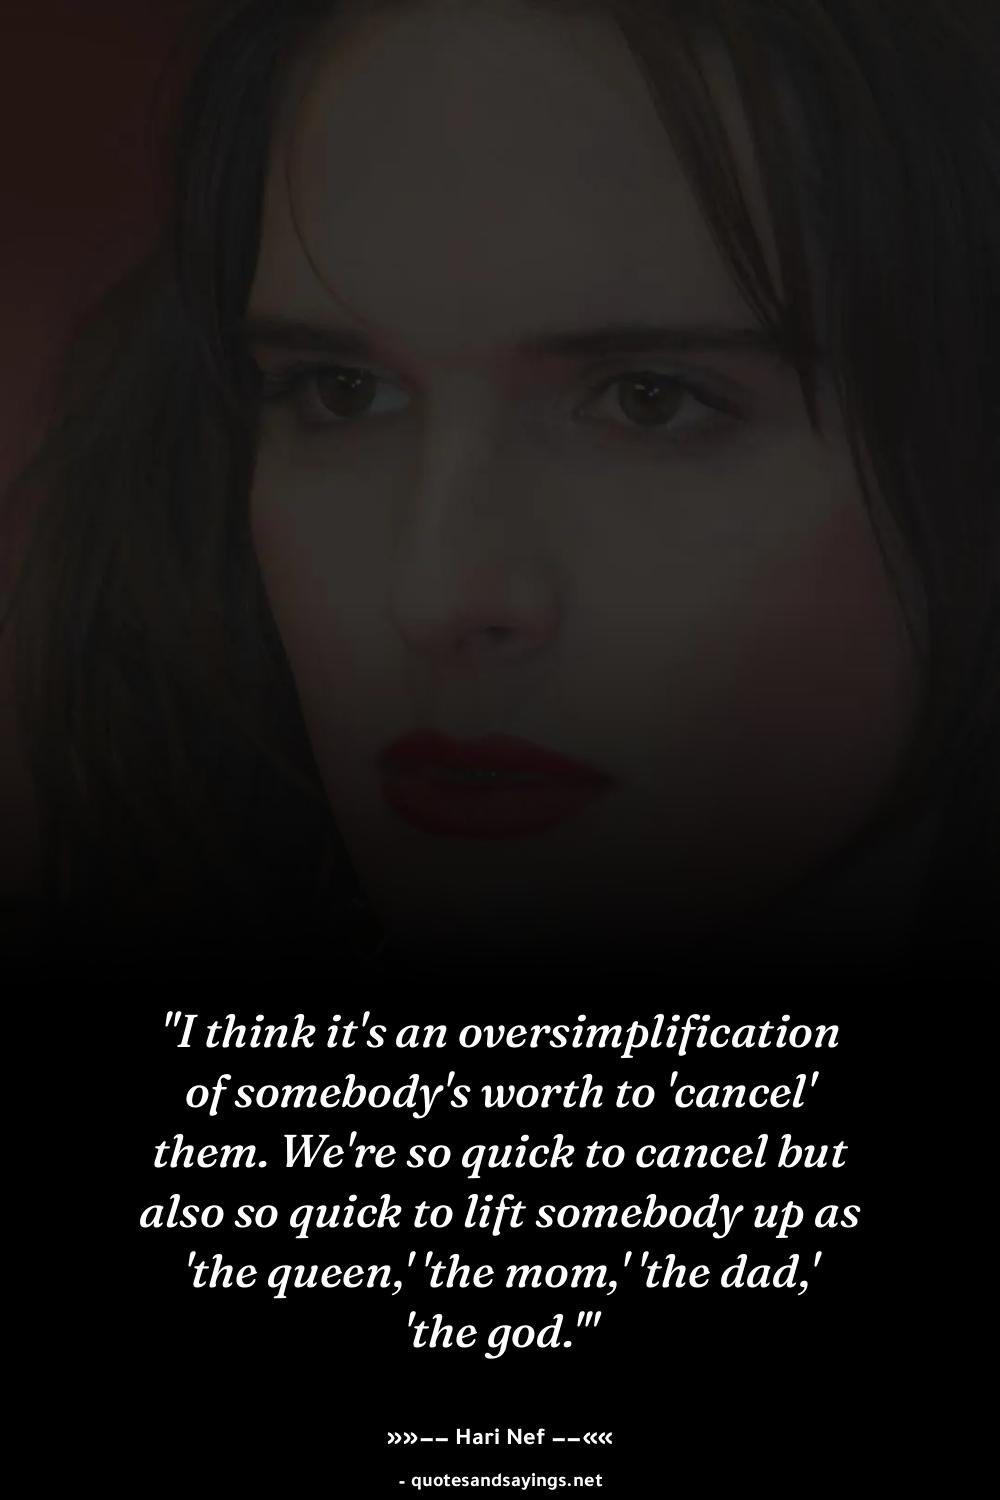 "I think it's an oversimplification
of somebody's worth to 'cancel'
them. We're so quick to cancel but
also so quick to lift somebody up as
'the queen,' 'the mom,' 'the dad,'
'the god.'"
»»−− Hari Nef −−««
- quotesandsayings.net